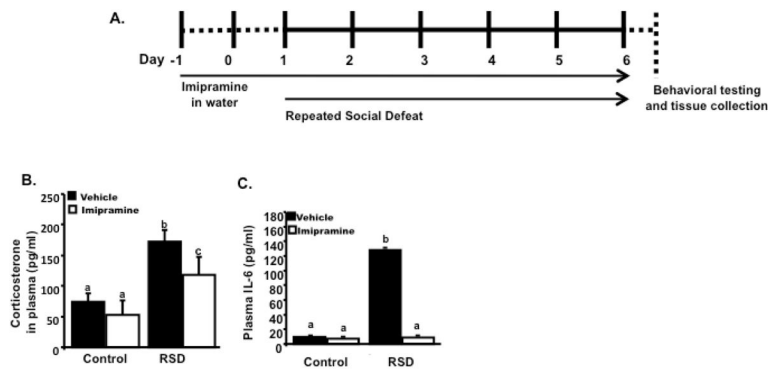 A.
Day -1 0 1 2 3 4 5 6
Imipramine
in water
Repeated Social Defeat
Behavioral testing
and tissue collection
B.
Vehicle
Imipramine
Corticosterone
in plasma (pg/ml)
250
200
150
100
50
0
a
a
b
c
Control
RSD
C.
Vehicle
Imipramine
Plasma IL-6 (pg/ml)
180
160
140
120
100
80
60
40
20
0
a
a
b
a
Control
RSD